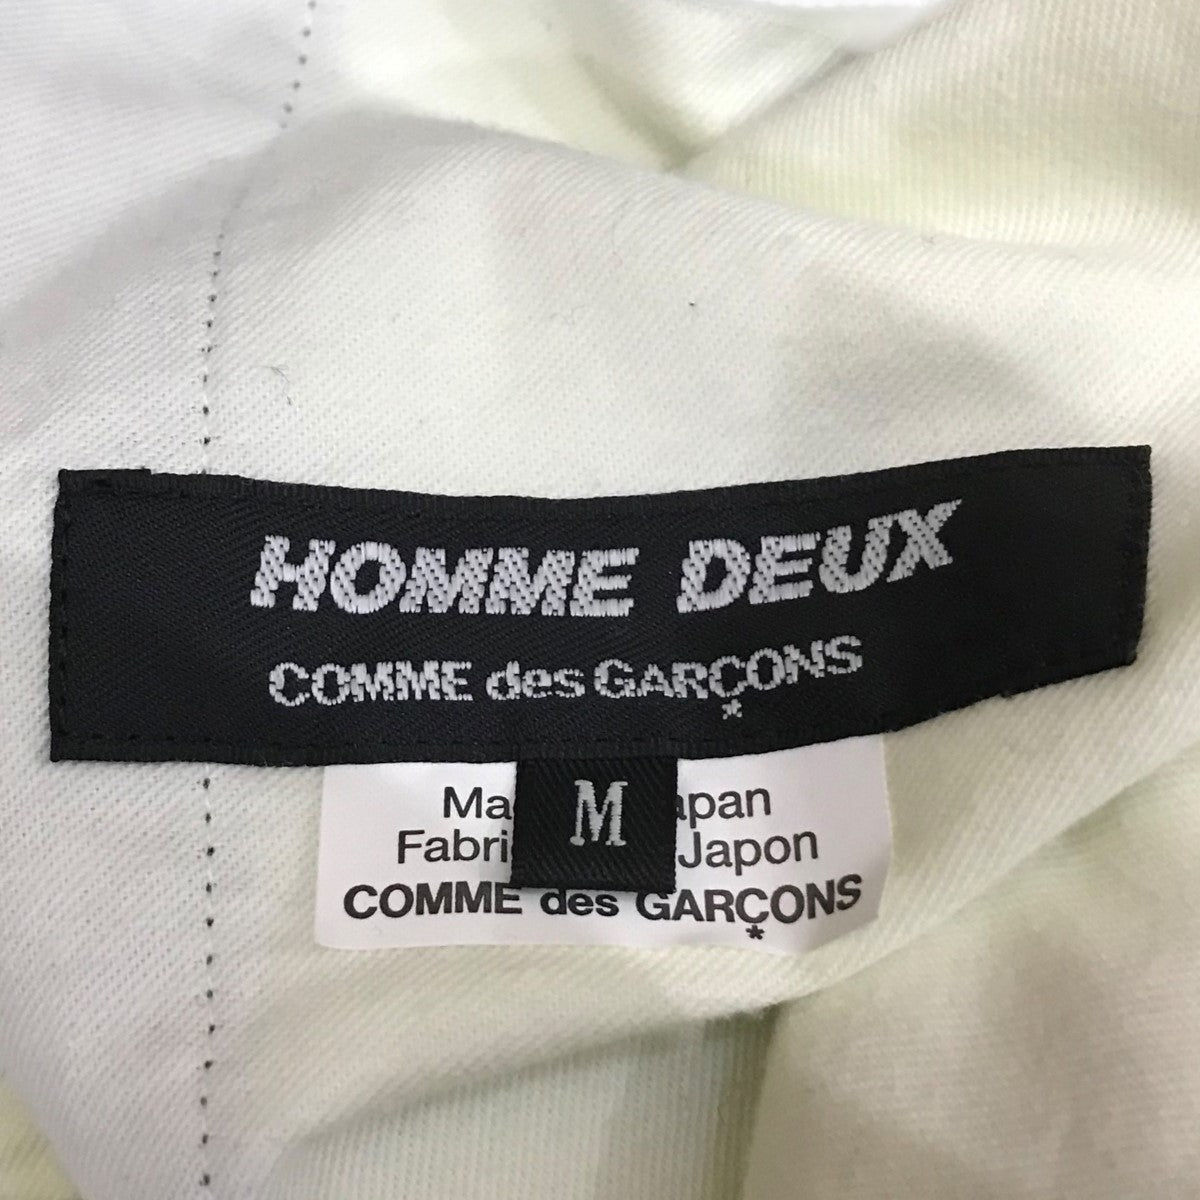 HOMME DEUX
COMME des GARÇONS
*
M
Ma apan
Fabri Japon
COMME des GARÇONS
*